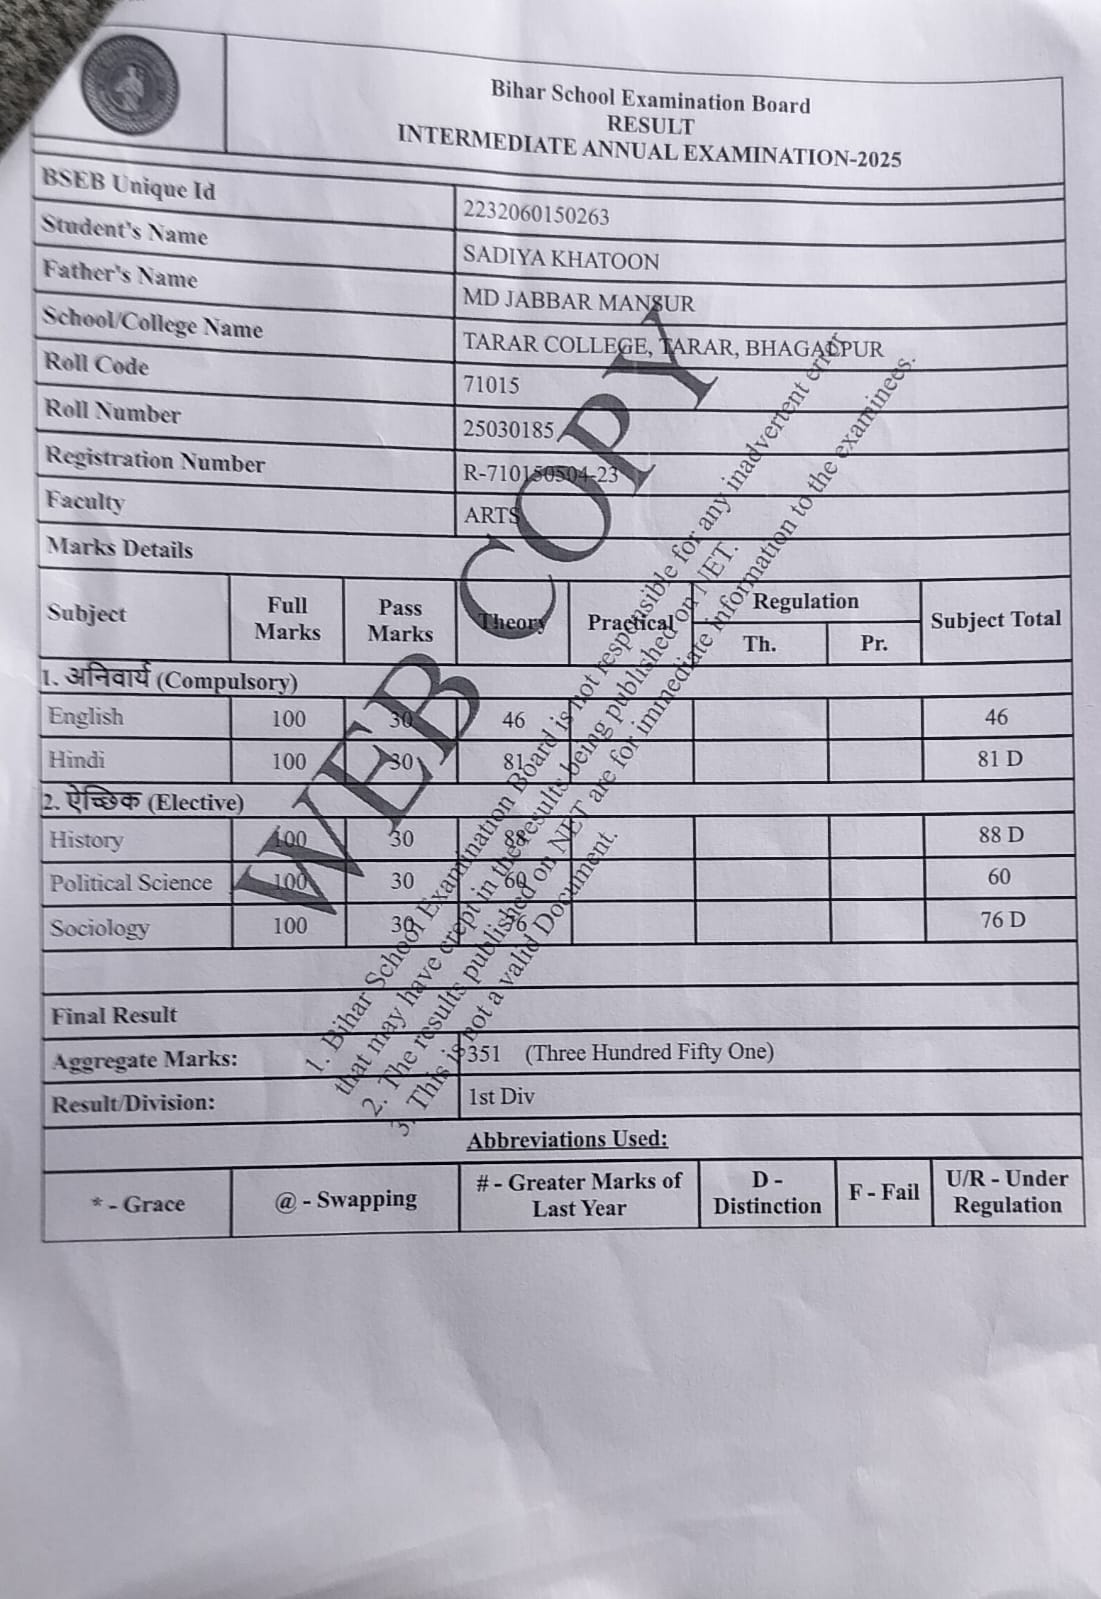 Bihar School Examination Board
RESULT
INTERMEDIATE ANNUAL EXAMINATION-2025
BSEB Unique Id 2232060150263
Student's Name SADIYA KHATOON
Father's Name MD JABBAR MANSUR
School/College Name TARAR COLLEGE, TARAR, BHAGALPUR
Roll Code 71015
Roll Number 25030185
Registration Number R-710150504-23
Faculty ARTS
Marks Details
Subject Full Marks Pass Marks Theory Practical Regulation Th. Pr. Subject Total
1. अनिवार्य (Compulsory)
English 100 30 46 46
Hindi 100 30 81 81 D
2. ऐच्छिक (Elective)
History 100 30 88 88 D
Political Science 100 30 60 60
Sociology 100 30 76 76 D
Final Result
Aggregate Marks: 351 (Three Hundred Fifty One)
Result/Division: 1st Div
Abbreviations Used:
* - Grace @ - Swapping # - Greater Marks of Last Year D - Distinction F - Fail U/R - Under Regulation
WEB COPY
1. Bihar School Examination Board is not responsible for any inadvertent error
that may have crept in the results being published on NET.
2. The results published on NET are for immediate information to the examinees.
3. This is not a valid Document.